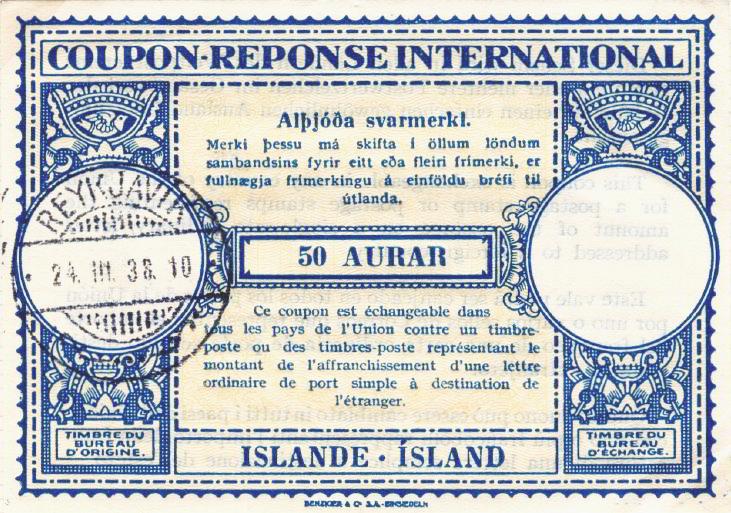 COUPON-REPONSE INTERNATIONAL
Alþjóða svarmerki.
Merki þessu má skifta í öllum löndum
sambandsins fyrir eitt eða fleiri frímerki, er
fullnægja frímerkingu á einföldu bréfi til
útlanda.
REYKJAVIK
24. III. 38. 10
50 AURAR
Ce coupon est échangeable dans
tous les pays de l'Union contre un timbre-
poste ou des timbres-poste représentant le
montant de l'affranchissement d'une lettre
ordinaire de port simple à destination de
l'étranger.
TIMBRE DU
BUREAU
D'ORIGINE.
TIMBRE DU
BUREAU
D'ÉCHANGE.
ISLANDE · ÍSLAND
BENZIGER & Co S.A.-EINSIEDELN